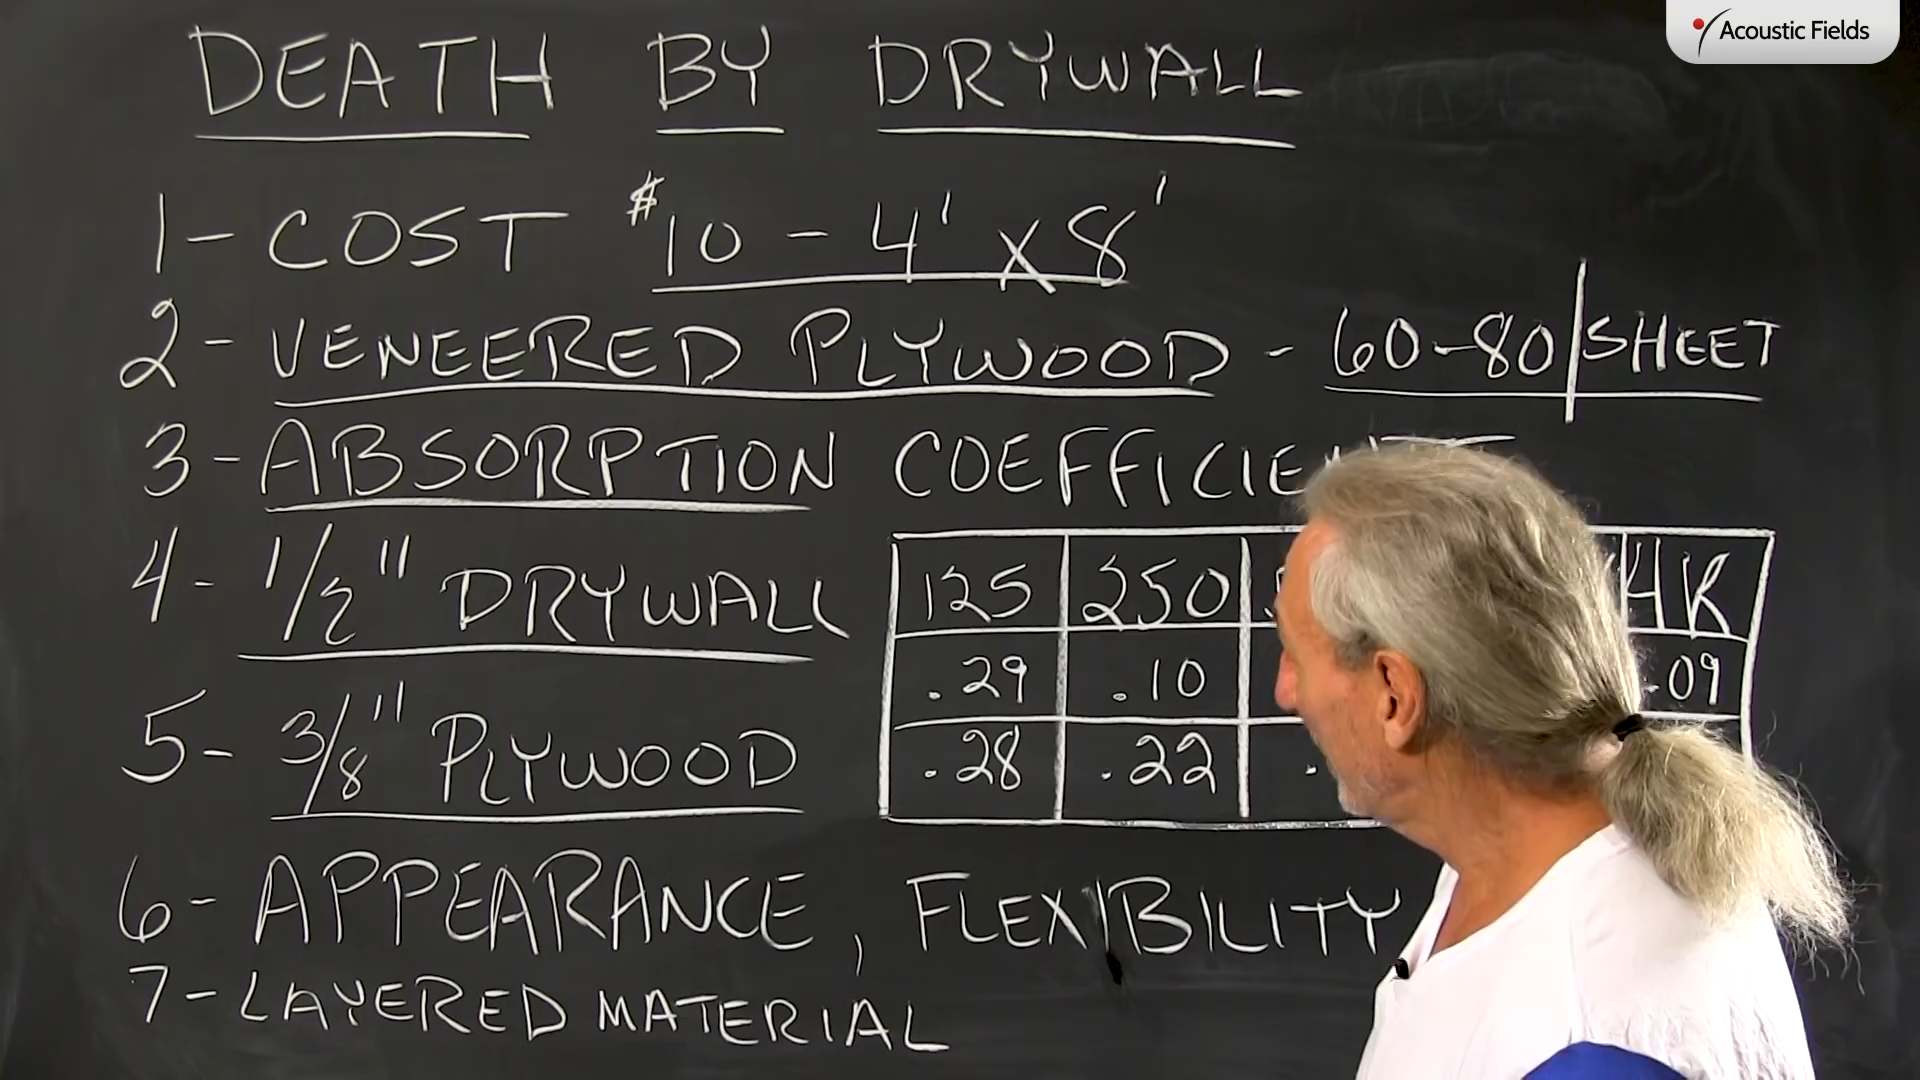 Acoustic Fields
DEATH BY DRYWALL
1- COST $10 - 4' x 8'
2- VENEERED PLYWOOD - 60-80/SHEET
3- ABSORPTION
4- 1/2" DRYWALL
125 250 4K
.29 .10 .09
5- 3/8" PLYWOOD
.28 .22
6- APPEARANCE, FLEXIBILITY
7- LAYERED MATERIAL